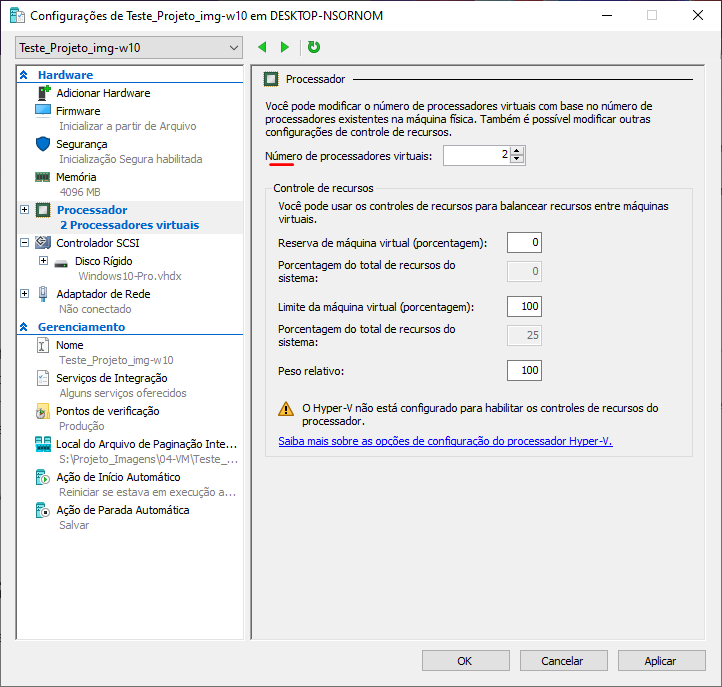 Configurações de Teste_Projeto_img-w10 em DESKTOP-NSORNOM
Teste_Projeto_img-w10
Hardware
Adicionar Hardware
Firmware
Inicializar a partir de Arquivo
Segurança
Inicialização Segura habilitada
Memória
4096 MB
Processador
2 Processadores virtuais
Controlador SCSI
Disco Rígido
Windows10-Pro.vhdx
Adaptador de Rede
Não conectado
Gerenciamento
Nome
Teste_Projeto_img-w10
Serviços de Integração
Alguns serviços oferecidos
Pontos de verificação
Produção
Local do Arquivo de Paginação Inte...
S:\Projeto_Imagens\04-VM\Teste_...
Ação de Início Automático
Reiniciar se estava em execução a...
Ação de Parada Automática
Salvar
Processador
Você pode modificar o número de processadores virtuais com base no número de
processadores existentes na máquina física. Também é possível modificar outras
configurações de controle de recursos.
Número de processadores virtuais: 2
Controle de recursos
Você pode usar os controles de recursos para balancear recursos entre máquinas
virtuais.
Reserva de máquina virtual (porcentagem): 0
Porcentagem do total de recursos do
sistema: 0
Limite da máquina virtual (porcentagem): 100
Porcentagem do total de recursos do
sistema: 25
Peso relativo: 100
O Hyper-V não está configurado para habilitar os controles de recursos do
processador.
Saiba mais sobre as opções de configuração do processador Hyper-V.
OK
Cancelar
Aplicar